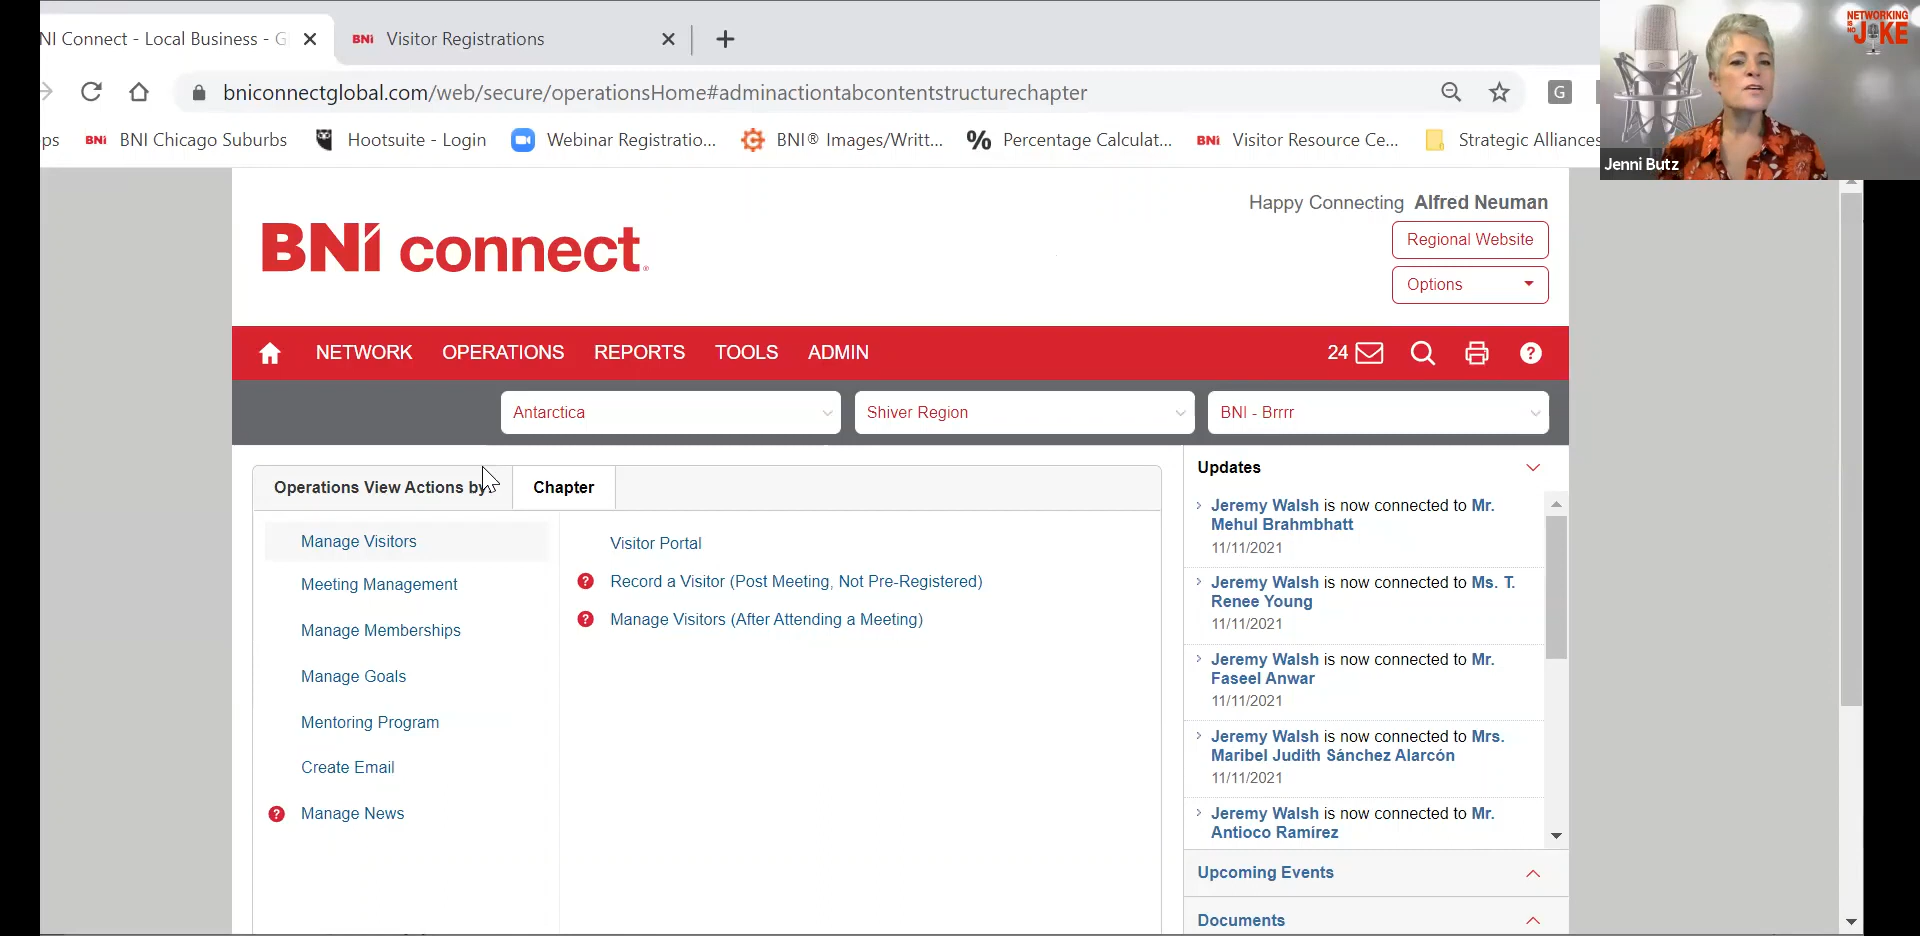 NI Connect - Local Business - G
BNI Visitor Registrations
bniconnectglobal.com/web/secure/operationsHome#adminactiontabcontentstructurechapter
G
ps
BNI BNI Chicago Suburbs
Hootsuite - Login
Webinar Registratio...
BNI® Images/Writt...
% Percentage Calculat...
BNI Visitor Resource Ce...
Strategic Alliances
NETWORKING
IS NO JOKE
Jenni Butz
BNI connect®
Happy Connecting Alfred Neuman
Regional Website
Options
NETWORK OPERATIONS REPORTS TOOLS ADMIN
24
?
Antarctica
Shiver Region
BNI - Brrrr
Operations View Actions by
Chapter
Manage Visitors
Meeting Management
Manage Memberships
Manage Goals
Mentoring Program
Create Email
? Manage News
Visitor Portal
? Record a Visitor (Post Meeting, Not Pre-Registered)
? Manage Visitors (After Attending a Meeting)
Updates
Jeremy Walsh is now connected to Mr.
Mehul Brahmbhatt
11/11/2021
Jeremy Walsh is now connected to Ms. T.
Renee Young
11/11/2021
Jeremy Walsh is now connected to Mr.
Faseel Anwar
11/11/2021
Jeremy Walsh is now connected to Mrs.
Maribel Judith Sánchez Alarcón
11/11/2021
Jeremy Walsh is now connected to Mr.
Antioco Ramírez
Upcoming Events
Documents